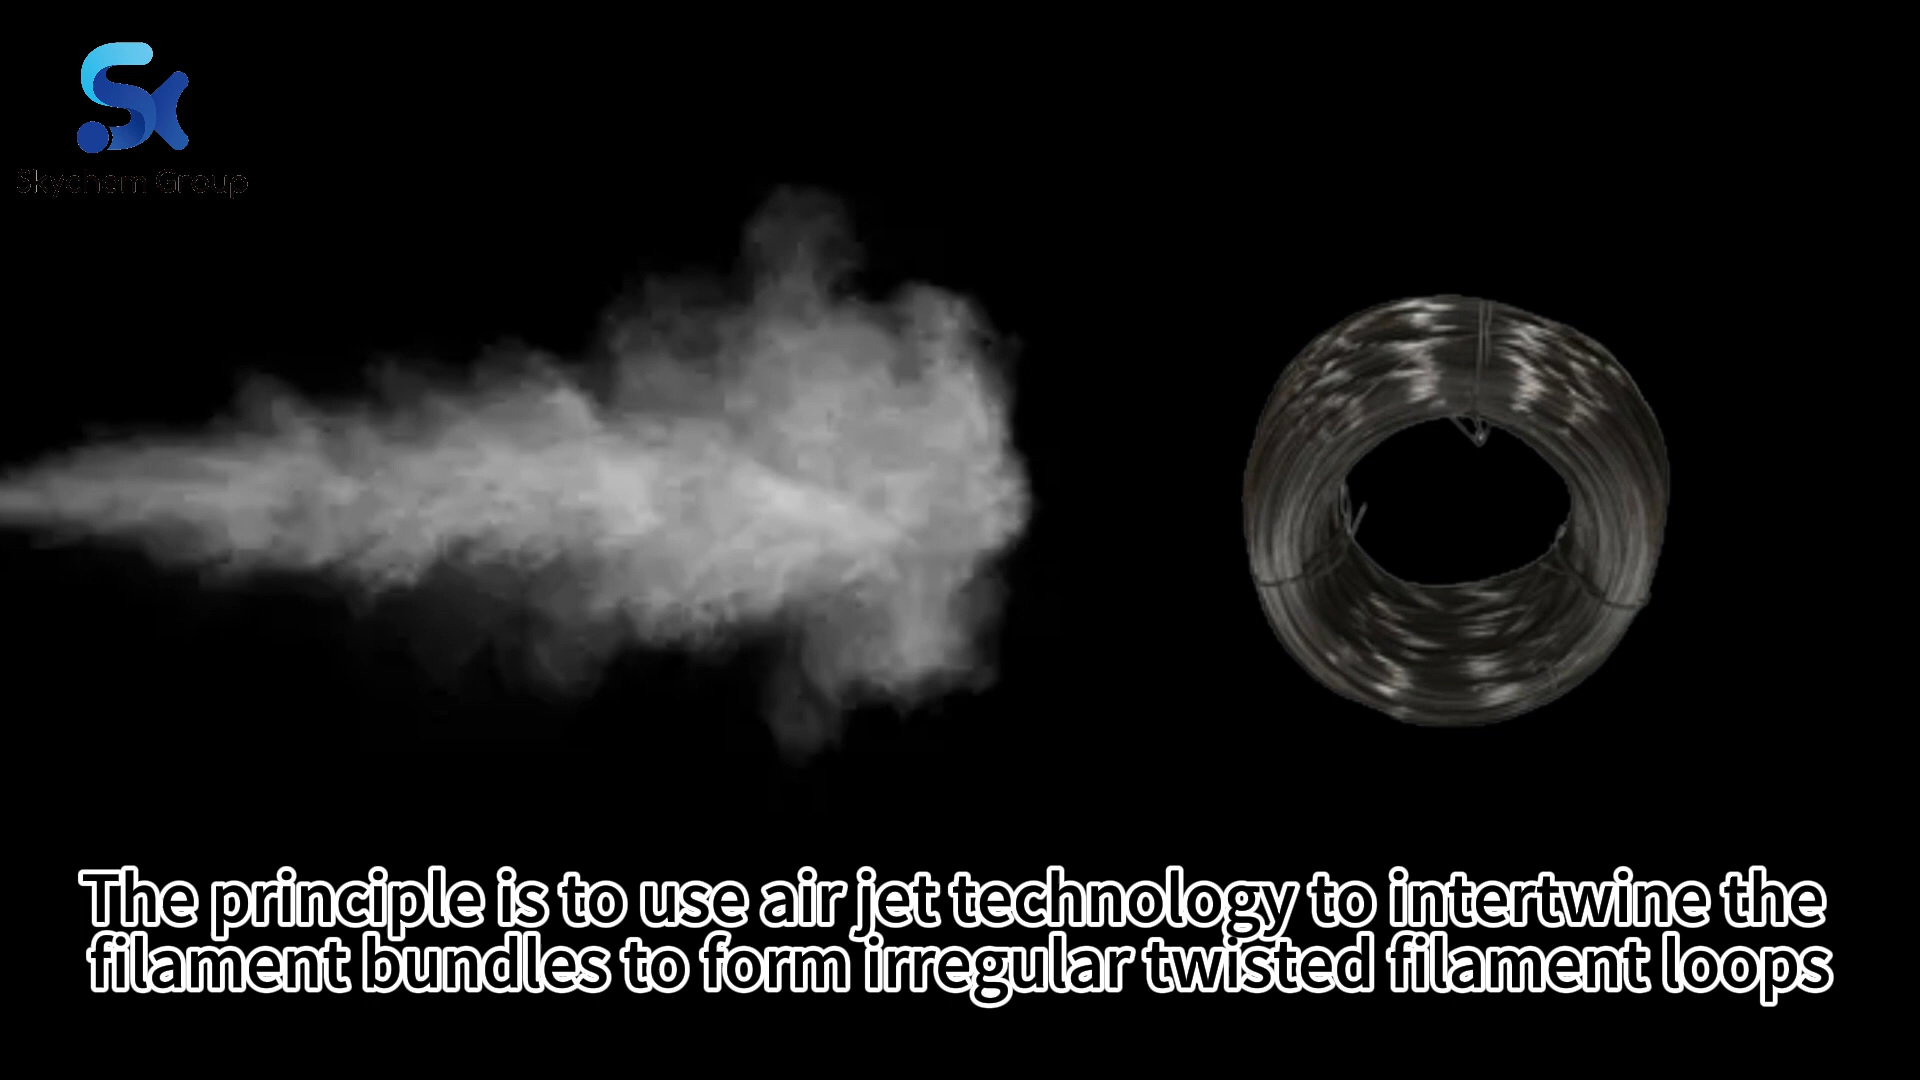 Skychem Group
The principle is to use air jet technology to intertwine the
filament bundles to form irregular twisted filament loops